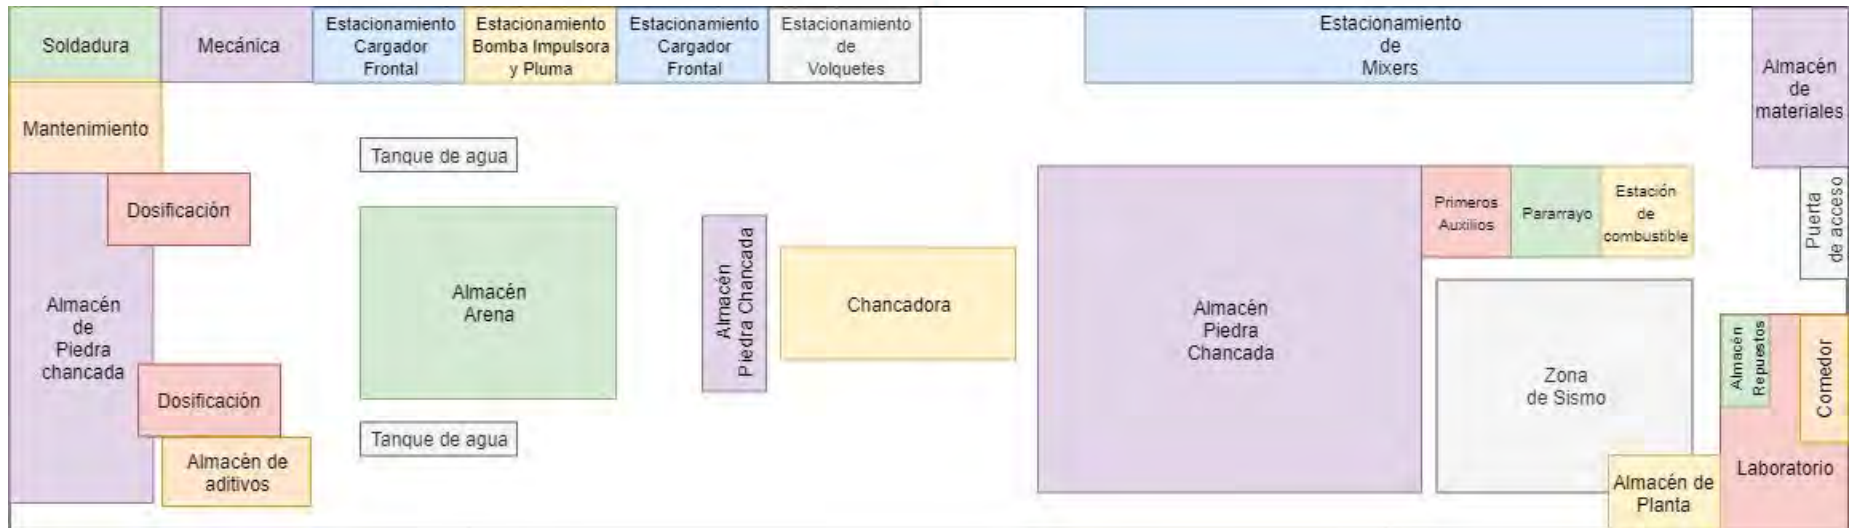 Soldadura
Mecánica
Estacionamiento
Cargador
Frontal
Estacionamiento
Bomba Impulsora
y Pluma
Estacionamiento
Cargador
Frontal
Estacionamiento
de
Volquetes
Estacionamiento
de
Mixers
Almacén
de
materiales
Mantenimiento
Tanque de agua
Dosificación
Primeros
Auxilios
Pararrayo
Estación
de
combustible
Puerta
de acceso
Almacén
Arena
Almacén
Piedra Chancada
Chancadora
Almacén
Piedra
Chancada
Almacén
de
Piedra
chancada
Zona
de Sismo
Almacén
Repuestos
Comedor
Dosificación
Tanque de agua
Almacén de
aditivos
Almacén de
Planta
Laboratorio